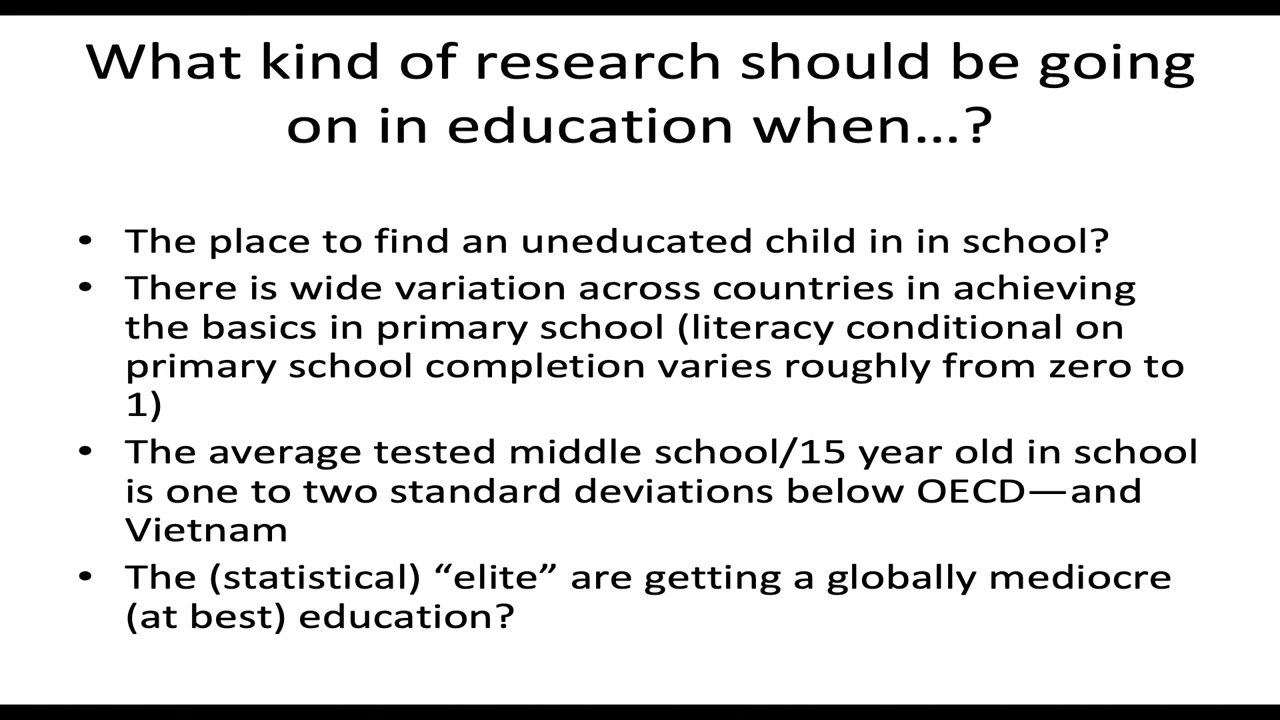 What kind of research should be going
on in education when…?
• The place to find an uneducated child in in school?
• There is wide variation across countries in achieving
the basics in primary school (literacy conditional on
primary school completion varies roughly from zero to
1)
• The average tested middle school/15 year old in school
is one to two standard deviations below OECD—and
Vietnam
• The (statistical) “elite” are getting a globally mediocre
(at best) education?